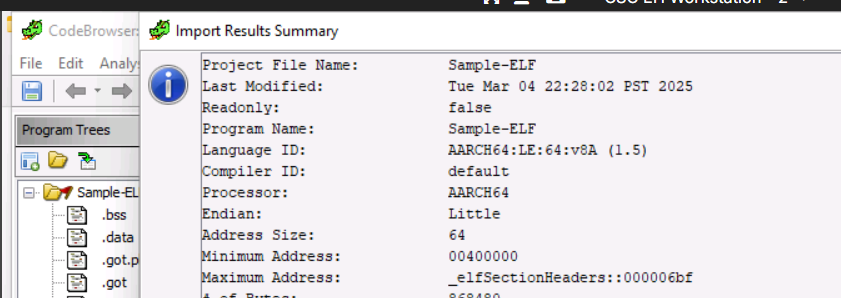 CodeBrowser: Import Results Summary
File Edit Analy
Program Trees
Sample-EL
.bss
.data
.got.p
.got
Project File Name: Sample-ELF
Last Modified: Tue Mar 04 22:28:02 PST 2025
Readonly: false
Program Name: Sample-ELF
Language ID: AARCH64:LE:64:v8A (1.5)
Compiler ID: default
Processor: AARCH64
Endian: Little
Address Size: 64
Minimum Address: 00400000
Maximum Address: _elfSectionHeaders::000006bf
# of Bytes: 868480